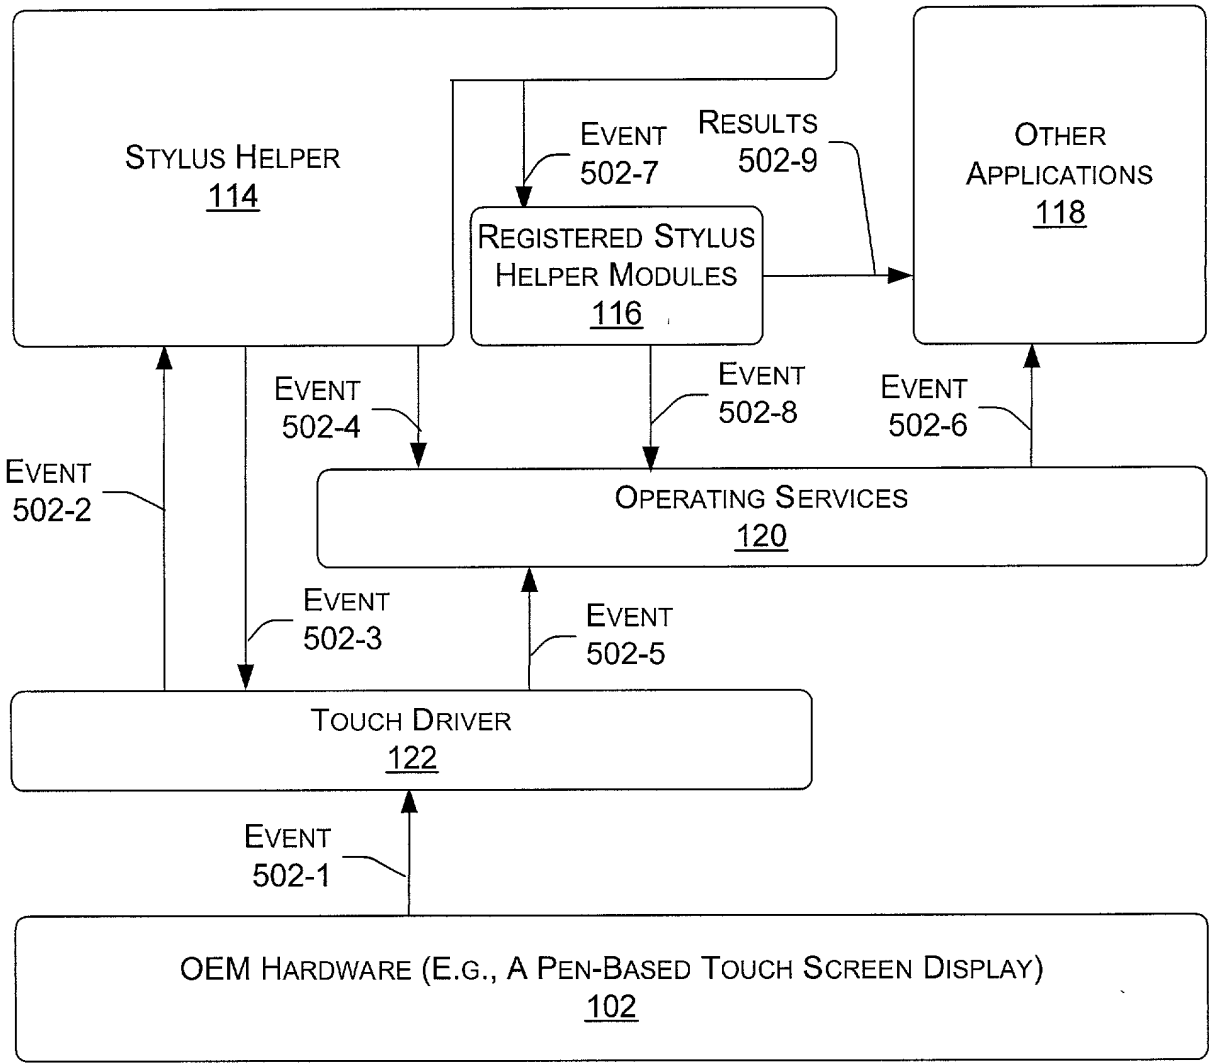 STYLUS HELPER
114
EVENT
502-7
RESULTS
502-9
OTHER
APPLICATIONS
118
REGISTERED STYLUS
HELPER MODULES
116
EVENT
502-4
EVENT
502-8
EVENT
502-6
EVENT
502-2
OPERATING SERVICES
120
EVENT
502-3
EVENT
502-5
TOUCH DRIVER
122
EVENT
502-1
OEM HARDWARE (E.G., A PEN-BASED TOUCH SCREEN DISPLAY)
102